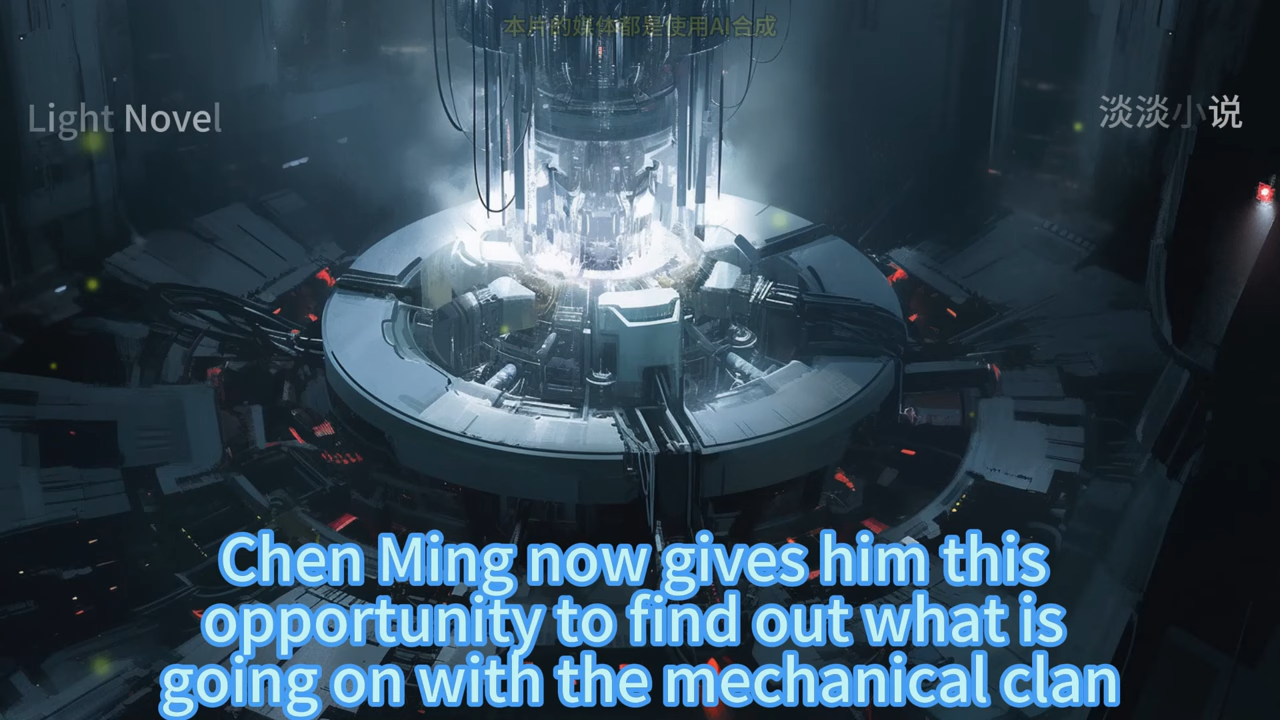 本片的媒体都是使用AI合成
Light Novel
淡淡小说
Chen Ming now gives him this
opportunity to find out what is
going on with the mechanical clan